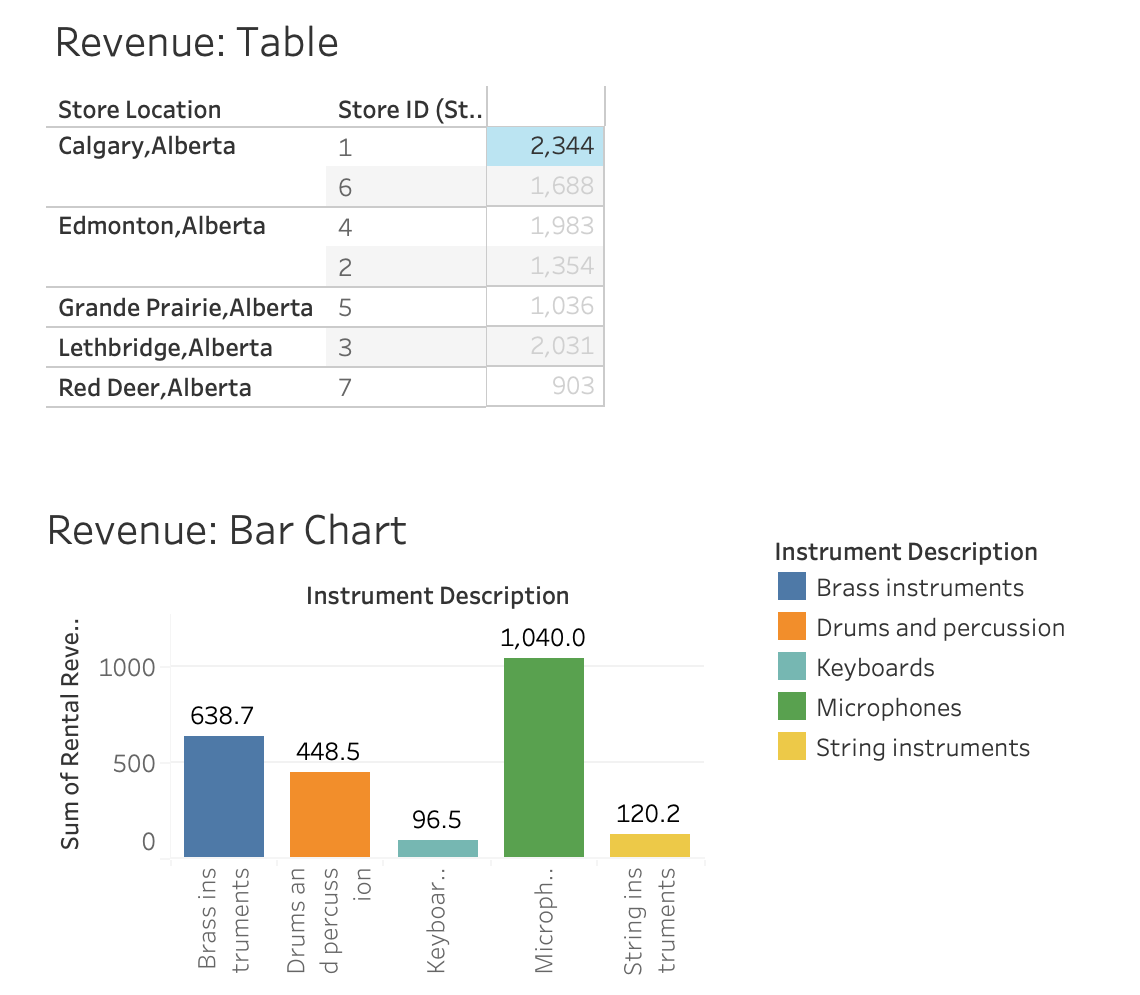 Revenue: Table
Store Location Store ID (St..
Calgary,Alberta 1 2,344
6 1,688
Edmonton,Alberta 4 1,983
2 1,354
Grande Prairie,Alberta 5 1,036
Lethbridge,Alberta 3 2,031
Red Deer,Alberta 7 903
Revenue: Bar Chart
Instrument Description
Sum of Rental Reve..
1000
500
0
638.7
448.5
96.5
1,040.0
120.2
Brass ins
truments
Drums an
d percuss
ion
Keyboar..
Microph..
String ins
truments
Instrument Description
Brass instruments
Drums and percussion
Keyboards
Microphones
String instruments